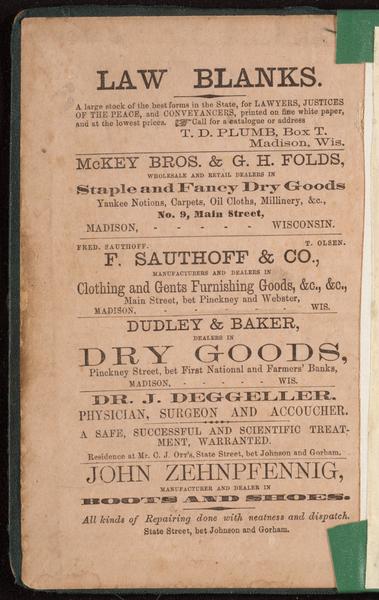 LAW BLANKS.
A large stock of the best forms in the State, for LAWYERS, JUSTICES
OF THE PEACE, and CONVEYANCERS, printed on fine white paper,
and at the lowest prices. ☞ Call for a catalogue or address
T. D. PLUMB, Box T.
Madison, Wis.
McKEY BROS. & G. H. FOLDS,
WHOLESALE AND RETAIL DEALERS IN
Staple and Fancy Dry Goods
Yankee Notions, Carpets, Oil Cloths, Millinery, &c.,
No. 9, Main Street,
MADISON, - - - - - WISCONSIN.
FRED. SAUTHOFF. T. OLSEN.
F. SAUTHOFF & CO.,
MANUFACTURERS AND DEALERS IN
Clothing and Gents Furnishing Goods, &c., &c.,
Main Street, bet Pinckney and Webster,
MADISON, - - - - - - WIS.
DUDLEY & BAKER,
DEALERS IN
DRY GOODS,
Pinckney Street, bet First National and Farmers' Banks,
MADISON, - - - - - WIS.
DR. J. DEGGELLER.
PHYSICIAN, SURGEON AND ACCOUCHER.
A SAFE, SUCCESSFUL AND SCIENTIFIC TREAT-
MENT, WARRANTED.
Residence at Mr. C. J. Orr's, State Street, bet Johnson and Gorham.
JOHN ZEHNPFENNIG,
MANUFACTURER AND DEALER IN
BOOTS AND SHOES.
All kinds of Repairing done with neatness and dispatch.
State Street, bet Johnson and Gorham.